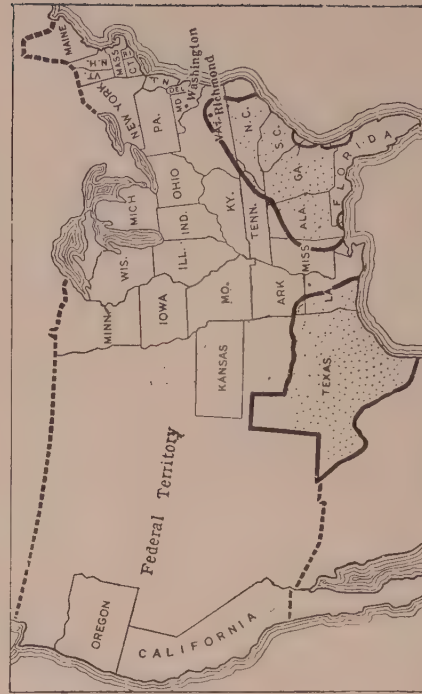 OREGON
CALIFORNIA
Federal Territory
KANSAS
TEXAS
MINN.
IOWA
MO.
ARK
LA.
WIS.
ILL.
MICH
IND.
OHIO
KY.
TENN.
MISS
ALA.
GA.
FLORIDA
S.C.
N.C.
VA.
Richmond
Washington
MD.
DEL.
PA.
N.J.
NEW YORK
VT.
N.H.
MASS
CT.
RI
MAINE